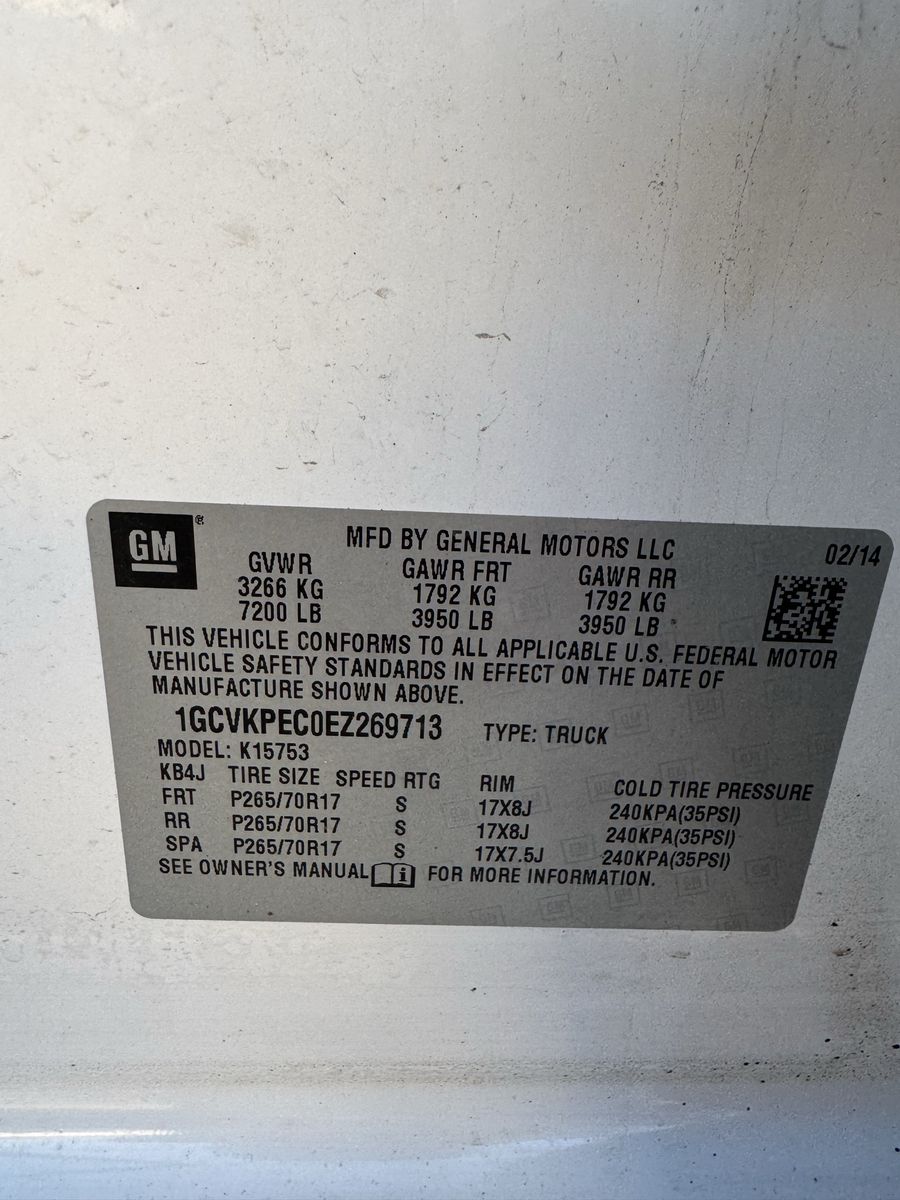 GM
MFD BY GENERAL MOTORS LLC 02/14
GVWR GAWR FRT GAWR RR
3266 KG 1792 KG 1792 KG
7200 LB 3950 LB 3950 LB
THIS VEHICLE CONFORMS TO ALL APPLICABLE U.S. FEDERAL MOTOR
VEHICLE SAFETY STANDARDS IN EFFECT ON THE DATE OF
MANUFACTURE SHOWN ABOVE.
1GCVKPEC0EZ269713 TYPE: TRUCK
MODEL: K15753
KB4J TIRE SIZE SPEED RTG RIM COLD TIRE PRESSURE
FRT P265/70R17 S 17X8J 240KPA(35PSI)
RR P265/70R17 S 17X8J 240KPA(35PSI)
SPA P265/70R17 S 17X7.5J 240KPA(35PSI)
SEE OWNER'S MANUAL i FOR MORE INFORMATION.